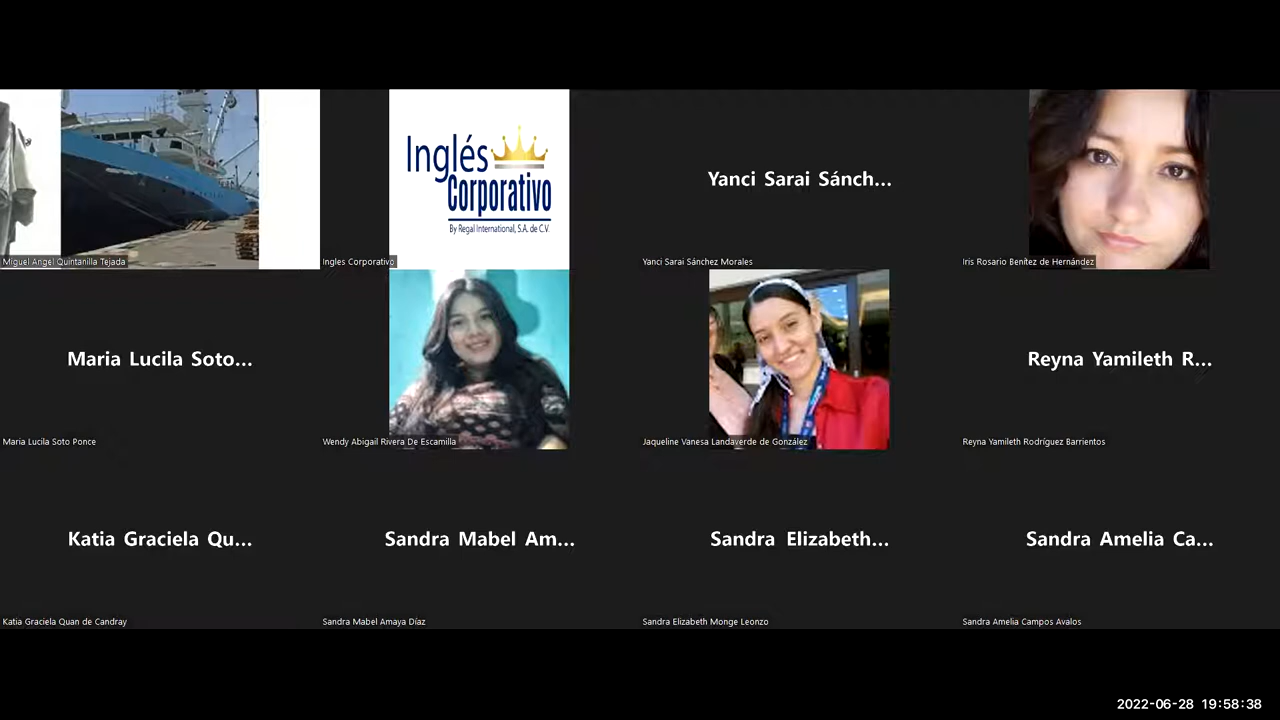 Inglés
Corporativo
By Regal International, S.A. de C.V.
Yanci Sarai Sánch...
Miguel Angel Quintanilla Tejada
Ingles Corporativo
Yanci Sarai Sánchez Morales
Iris Rosario Benítez de Hernández
Maria Lucila Soto...
Reyna Yamileth R...
Maria Lucila Soto Ponce
Wendy Abigail Rivera De Escamilla
Jaqueline Vanesa Landaverde de González
Reyna Yamileth Rodríguez Barrientos
Katia Graciela Qu...
Sandra Mabel Am...
Sandra Elizabeth...
Sandra Amelia Ca...
Katia Graciela Quan de Candray
Sandra Mabel Amaya Díaz
Sandra Elizabeth Monge Leonzo
Sandra Amelia Campos Avalos
2022-06-28 19:58:38